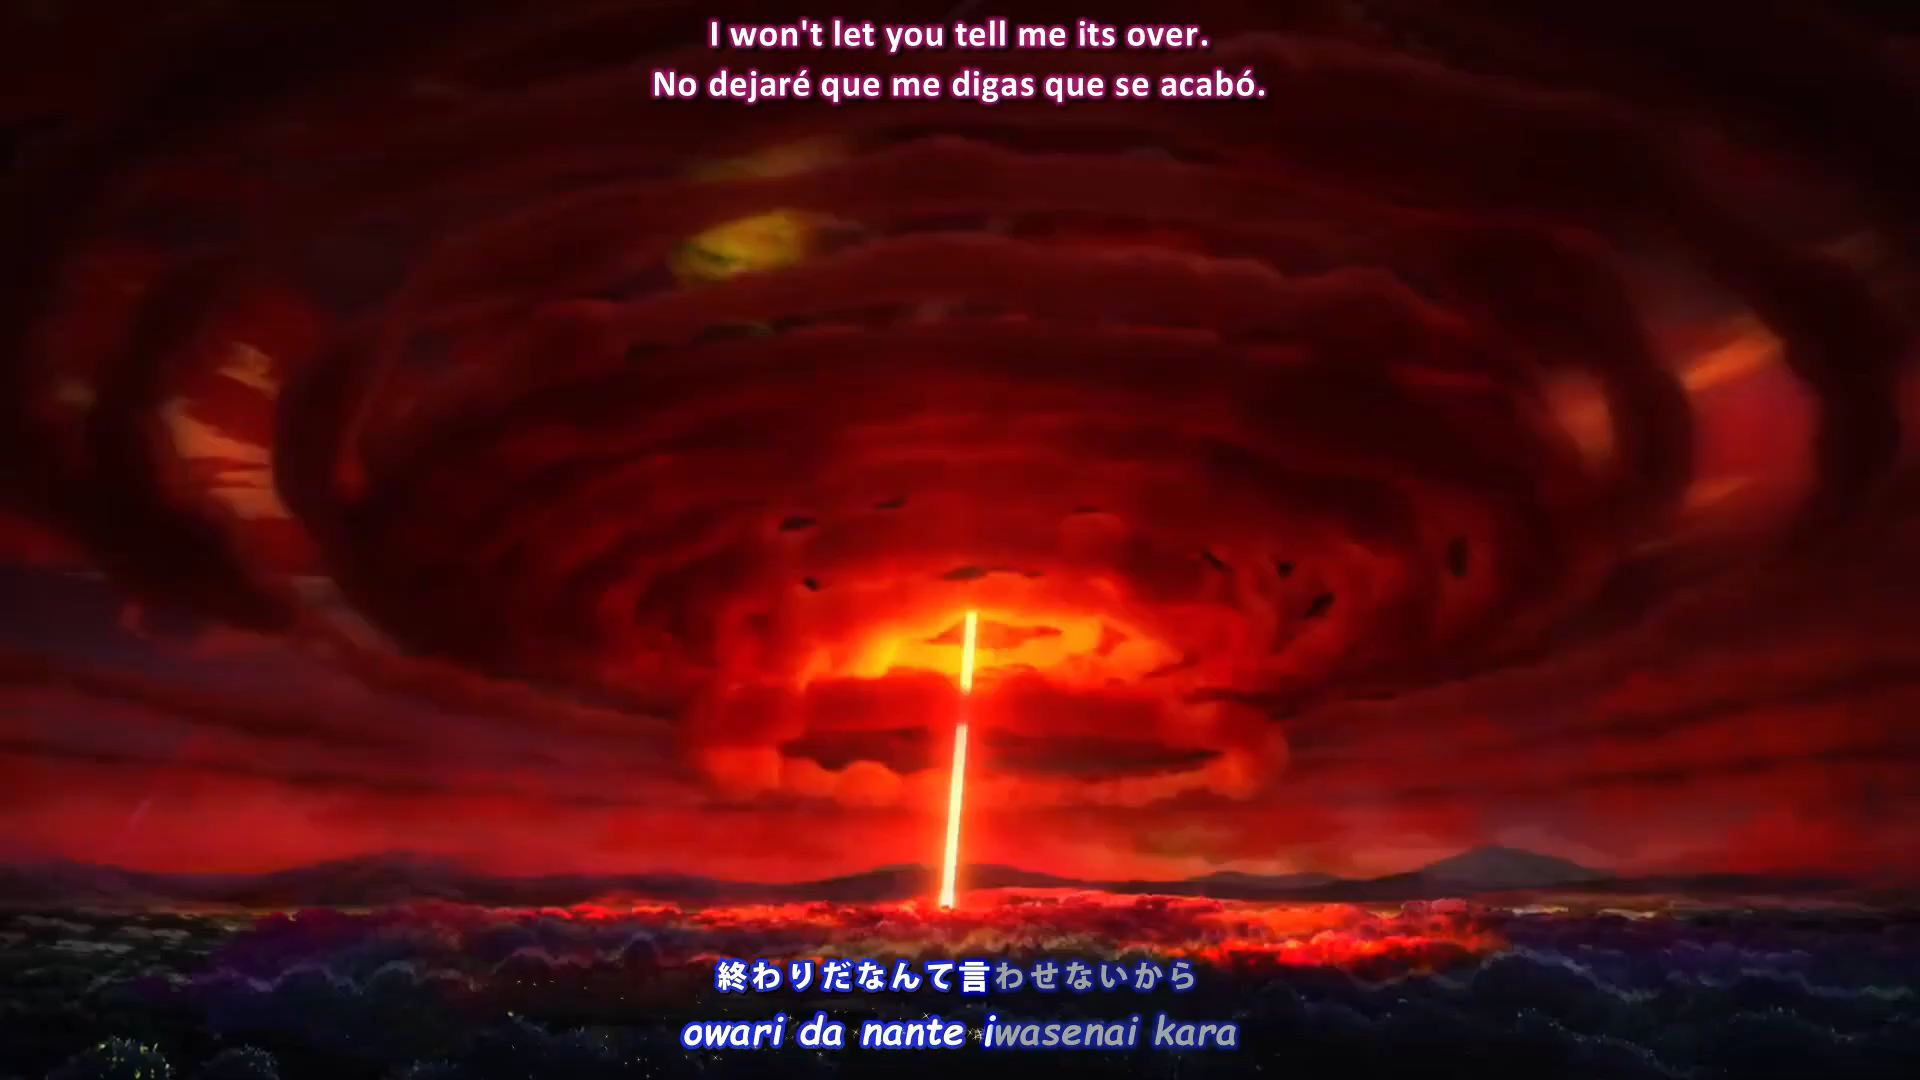 I won't let you tell me its over.
No dejaré que me digas que se acabó.
終わりだなんて言わせないから
owari da nante iwasenai kara